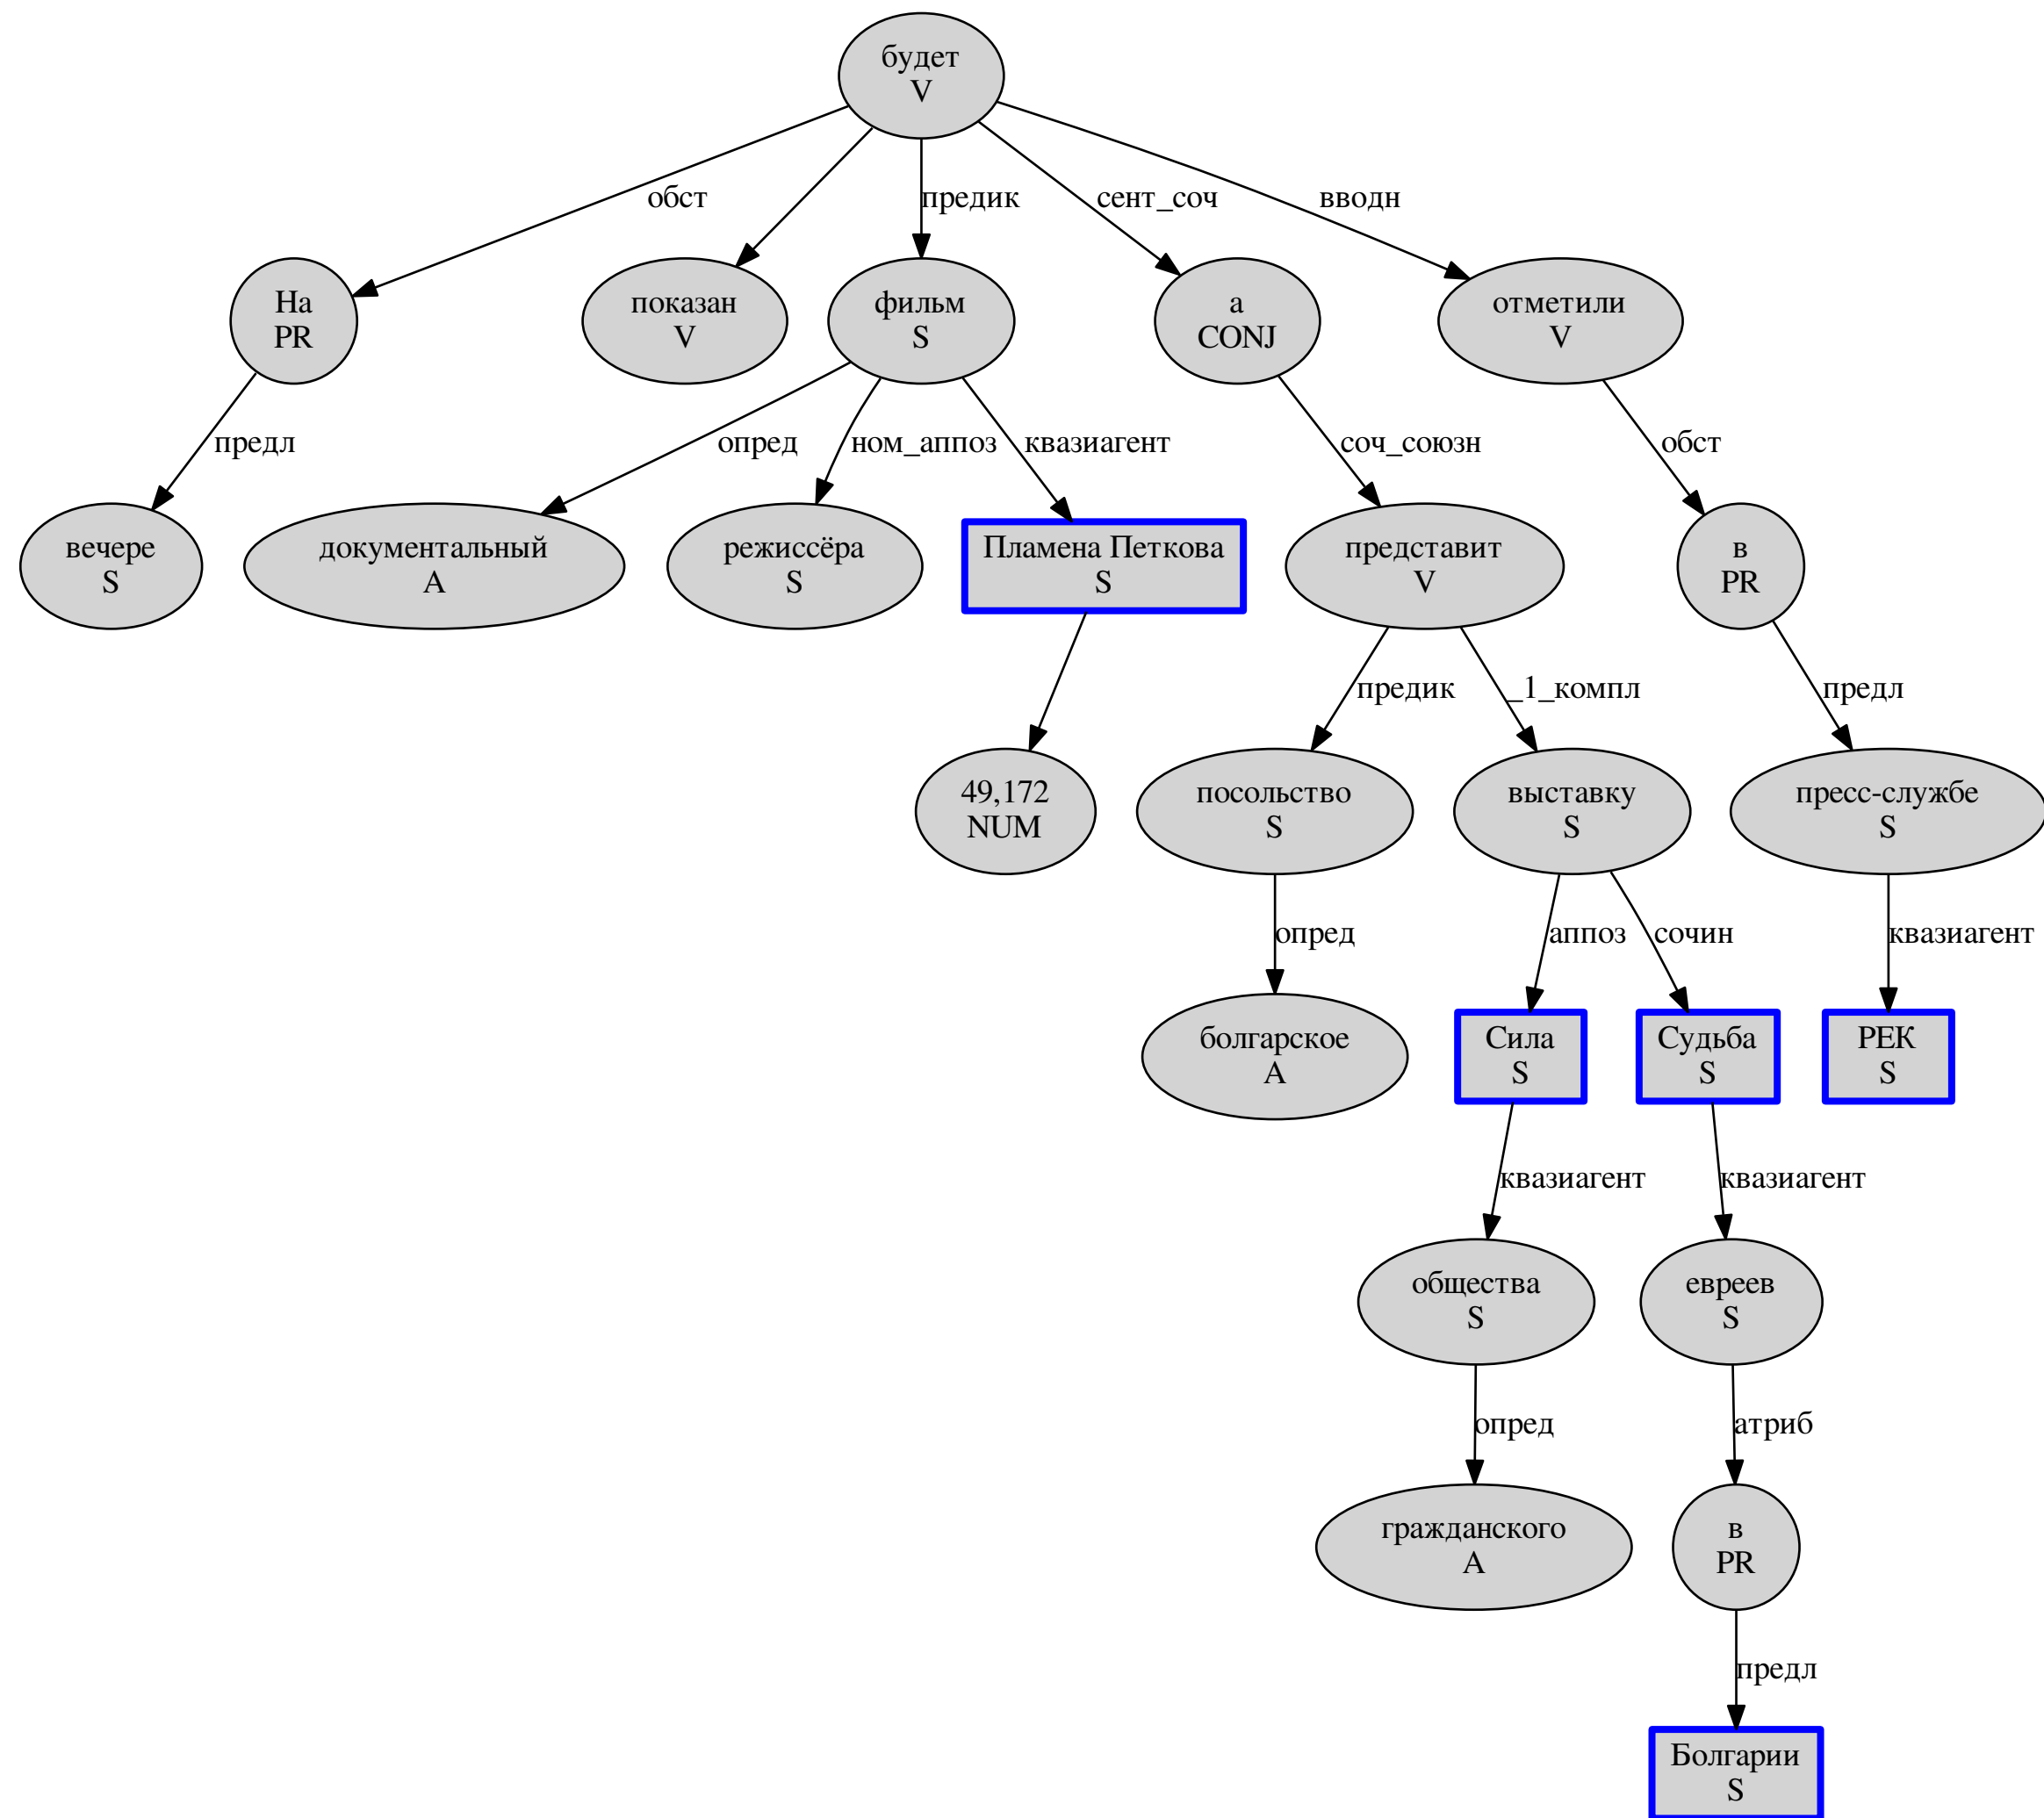 будет
V
обст
предик
сент_соч
вводн
На
PR
показан
V
фильм
S
а
CONJ
отметили
V
предл
опред
ном_аппоз
квазиагент
соч_союзн
обст
вечере
S
документальный
A
режиссёра
S
Пламена Петкова
S
представит
V
в
PR
предик
_1_компл
предл
49,172
NUM
посольство
S
выставку
S
пресс-службе
S
опред
аппоз
сочин
квазиагент
болгарское
A
Сила
S
Судьба
S
РЕК
S
квазиагент
квазиагент
общества
S
евреев
S
опред
атриб
гражданского
A
в
PR
предл
Болгарии
S